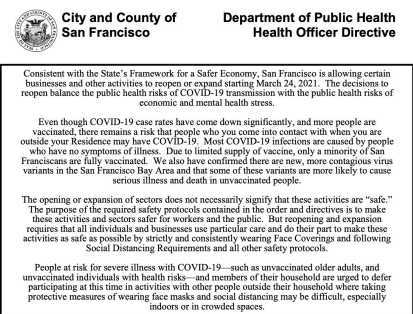 City and County of
San Francisco
Department of Public Health
Health Officer Directive
Consistent with the State's Framework for a Safer Economy, San Francisco is allowing certain
businesses and other activities to reopen or expand starting March 24, 2021. The decisions to
reopen balance the public health risks of COVID-19 transmission with the public health risks of
economic and mental health stress.
Even though COVID-19 case rates have come down significantly, and more people are
vaccinated, there remains a risk that people who you come into contact with when you are
outside your Residence may have COVID-19. Most COVID-19 infections are caused by people
who have no symptoms of illness. Due to limited supply of vaccine, only a minority of San
Franciscans are fully vaccinated. We also have confirmed there are new, more contagious virus
variants in the San Francisco Bay Area and that some of these variants are more likely to cause
serious illness and death in unvaccinated people.
The opening or expansion of sectors does not necessarily signify that these activities are “safe.”
The purpose of the required safety protocols contained in the order and directives is to make
these activities and sectors safer for workers and the public. But reopening and expansion
requires that all individuals and businesses use particular care and do their part to make these
activities as safe as possible by strictly and consistently wearing Face Coverings and following
Social Distancing Requirements and all other safety protocols.
People at risk for severe illness with COVID-19—such as unvaccinated older adults, and
unvaccinated individuals with health risks—and members of their household are urged to defer
participating at this time in activities with other people outside their household where taking
protective measures of wearing face masks and social distancing may be difficult, especially
indoors or in crowded spaces.